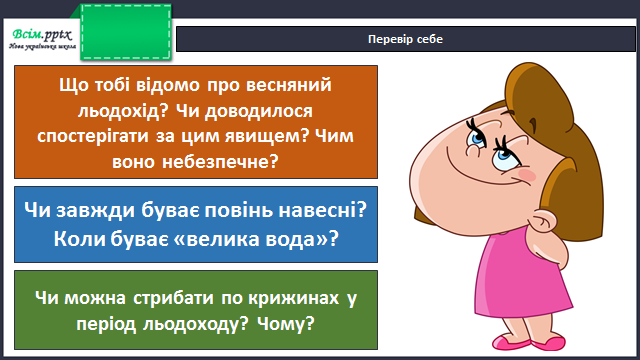 Всім.pptx
Нова українська школа
Перевір себе
Що тобі відомо про весняний
льодохід? Чи доводилося
спостерігати за цим явищем? Чим
воно небезпечне?
Чи завжди буває повінь навесні?
Коли буває «велика вода»?
Чи можна стрибати по крижинах у
період льодоходу? Чому?